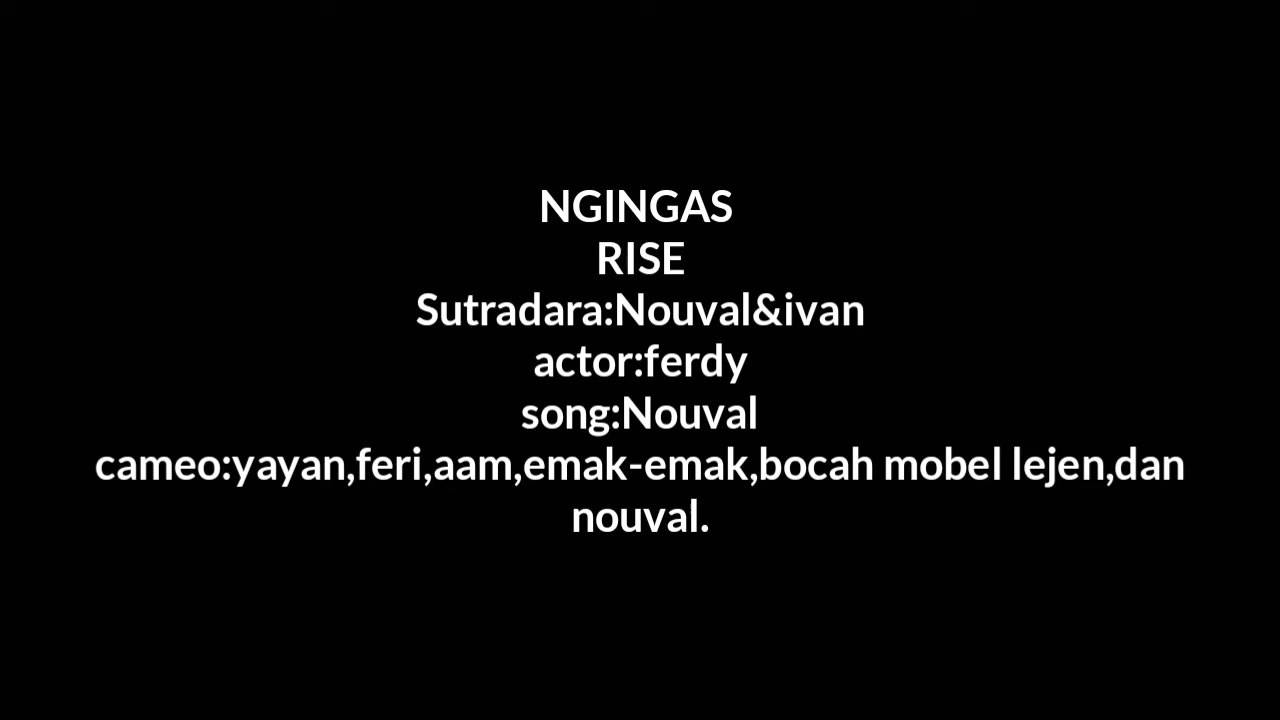 NGINGAS
RISE
Sutradara:Nouval&ivan
actor:ferdy
song:Nouval
cameo:yayan,feri,aam,emak-emak,bocah mobel lejen,dan
nouval.